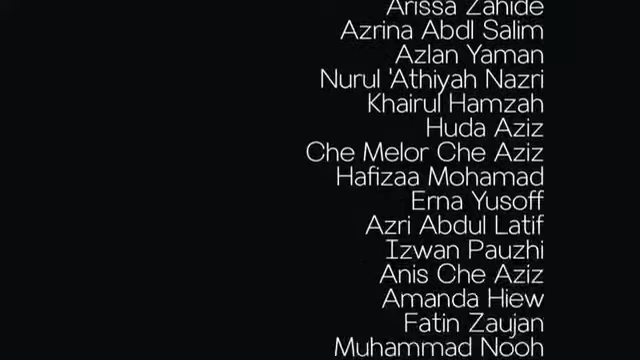 Arissa Zahide
Azrina Abdl Salim
Azlan Yaman
Nurul 'Athiyah Nazri
Khairul Hamzah
Huda Aziz
Che Melor Che Aziz
Hafizaa Mohamad
Erna Yusoff
Azri Abdul Latif
Izwan Pauzhi
Anis Che Aziz
Amanda Hiew
Fatin Zaujan
Muhammad Nooh